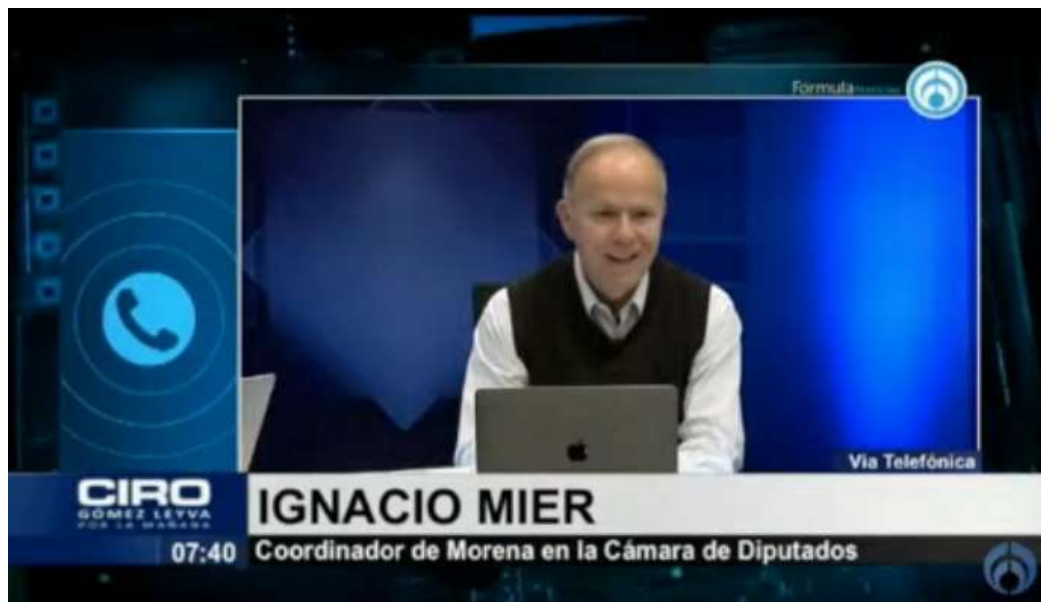 Fórmula
Vía Telefónica
CIRO
GÓMEZ LEYVA
POR LA MAÑANA
IGNACIO MIER
07:40
Coordinador de Morena en la Cámara de Diputados